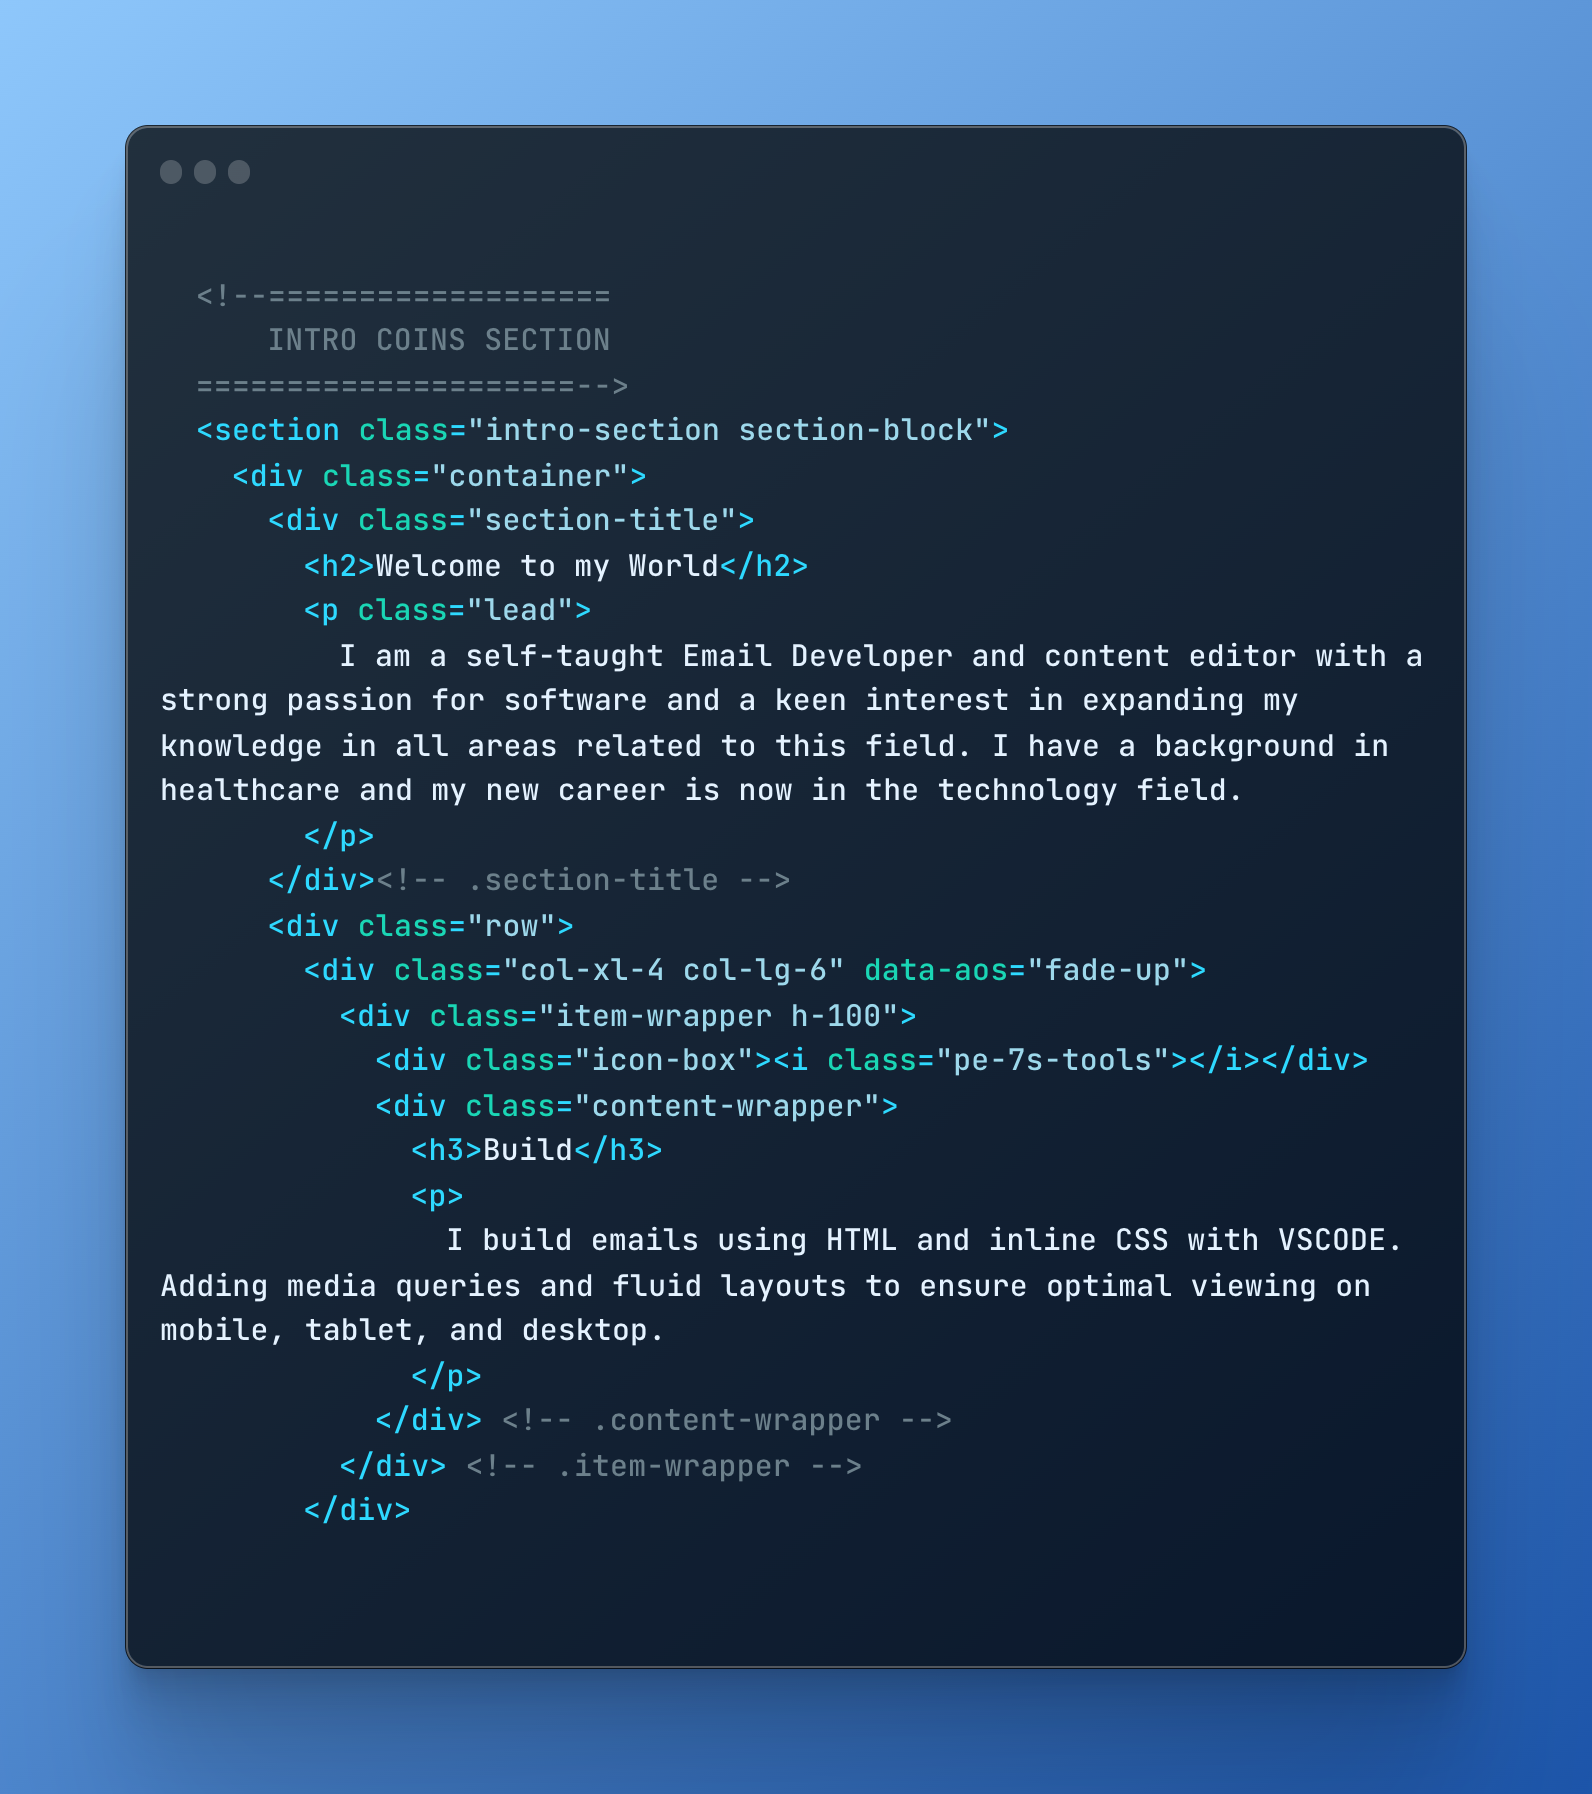 <!--===================
INTRO COINS SECTION
=====================-->
<section class="intro-section section-block">
<div class="container">
<div class="section-title">
<h2>Welcome to my World</h2>
<p class="lead">
I am a self-taught Email Developer and content editor with a
strong passion for software and a keen interest in expanding my
knowledge in all areas related to this field. I have a background in
healthcare and my new career is now in the technology field.
</p>
</div><!-- .section-title -->
<div class="row">
<div class="col-xl-4 col-lg-6" data-aos="fade-up">
<div class="item-wrapper h-100">
<div class="icon-box"><i class="pe-7s-tools"></i></div>
<div class="content-wrapper">
<h3>Build</h3>
<p>
I build emails using HTML and inline CSS with VSCODE.
Adding media queries and fluid layouts to ensure optimal viewing on
mobile, tablet, and desktop.
</p>
</div> <!-- .content-wrapper -->
</div> <!-- .item-wrapper -->
</div>